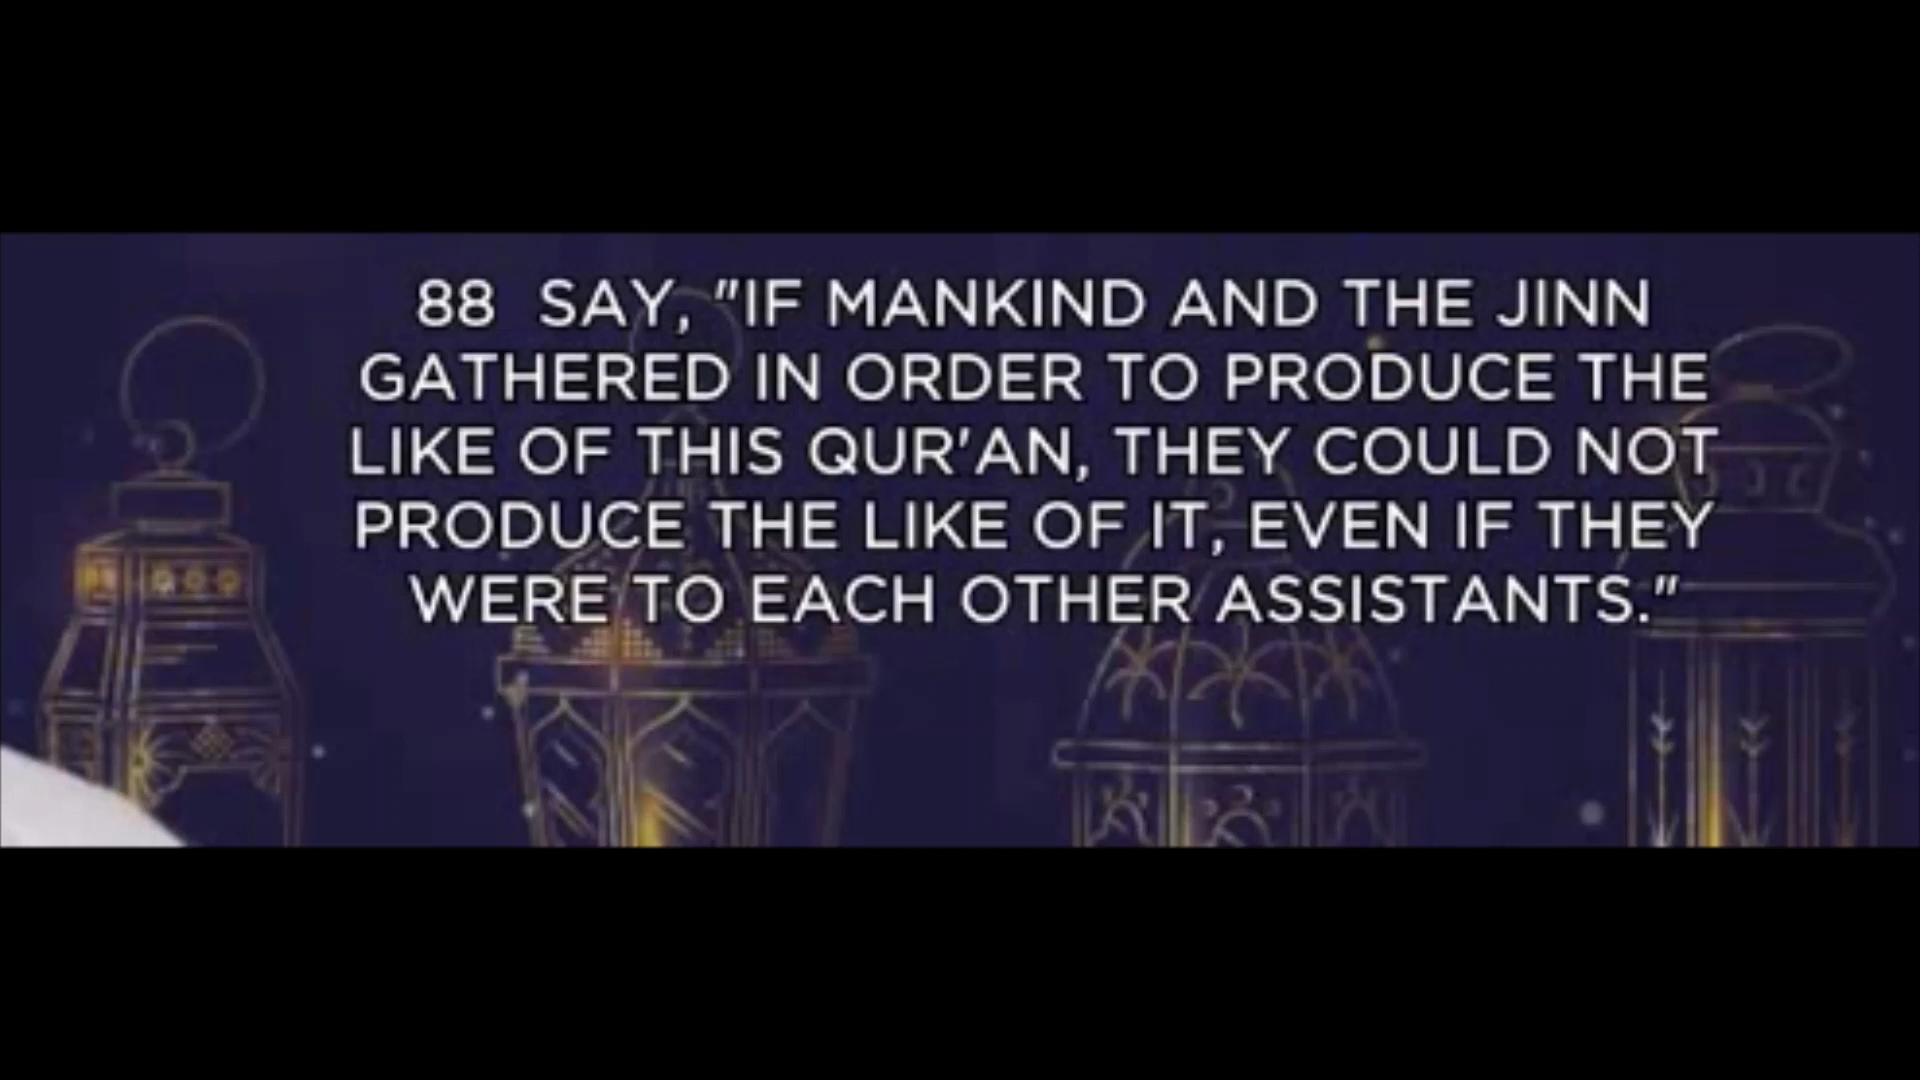 88 SAY, "IF MANKIND AND THE JINN
GATHERED IN ORDER TO PRODUCE THE
LIKE OF THIS QUR'AN, THEY COULD NOT
PRODUCE THE LIKE OF IT, EVEN IF THEY
WERE TO EACH OTHER ASSISTANTS."